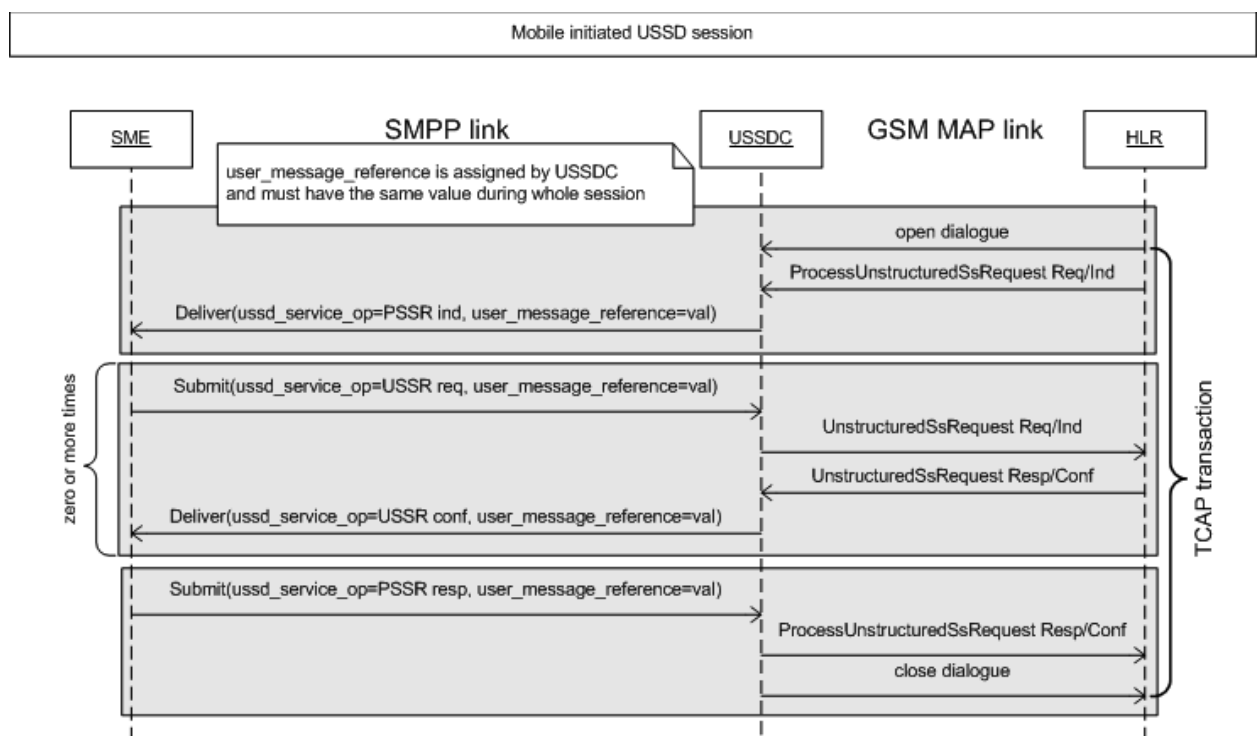 Mobile initiated USSD session
SME
SMPP link
USSDC
GSM MAP link
HLR
user_message_reference is assigned by USSDC
and must have the same value during whole session
open dialogue
ProcessUnstructuredSsRequest Req/Ind
Deliver(ussd_service_op=PSSR ind, user_message_reference=val)
zero or more times
Submit(ussd_service_op=USSR req, user_message_reference=val)
UnstructuredSsRequest Req/Ind
UnstructuredSsRequest Resp/Conf
Deliver(ussd_service_op=USSR conf, user_message_reference=val)
TCAP transaction
Submit(ussd_service_op=PSSR resp, user_message_reference=val)
ProcessUnstructuredSsRequest Resp/Conf
close dialogue